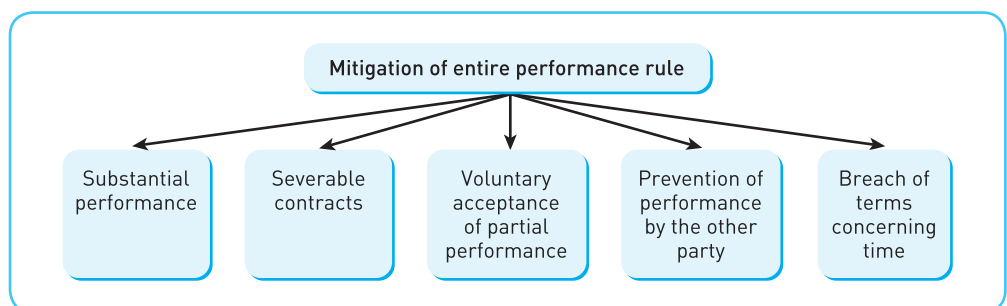 Mitigation of entire performance rule
Substantial
performance
Severable
contracts
Voluntary
acceptance
of partial
performance
Prevention of
performance
by the other
party
Breach of
terms
concerning
time